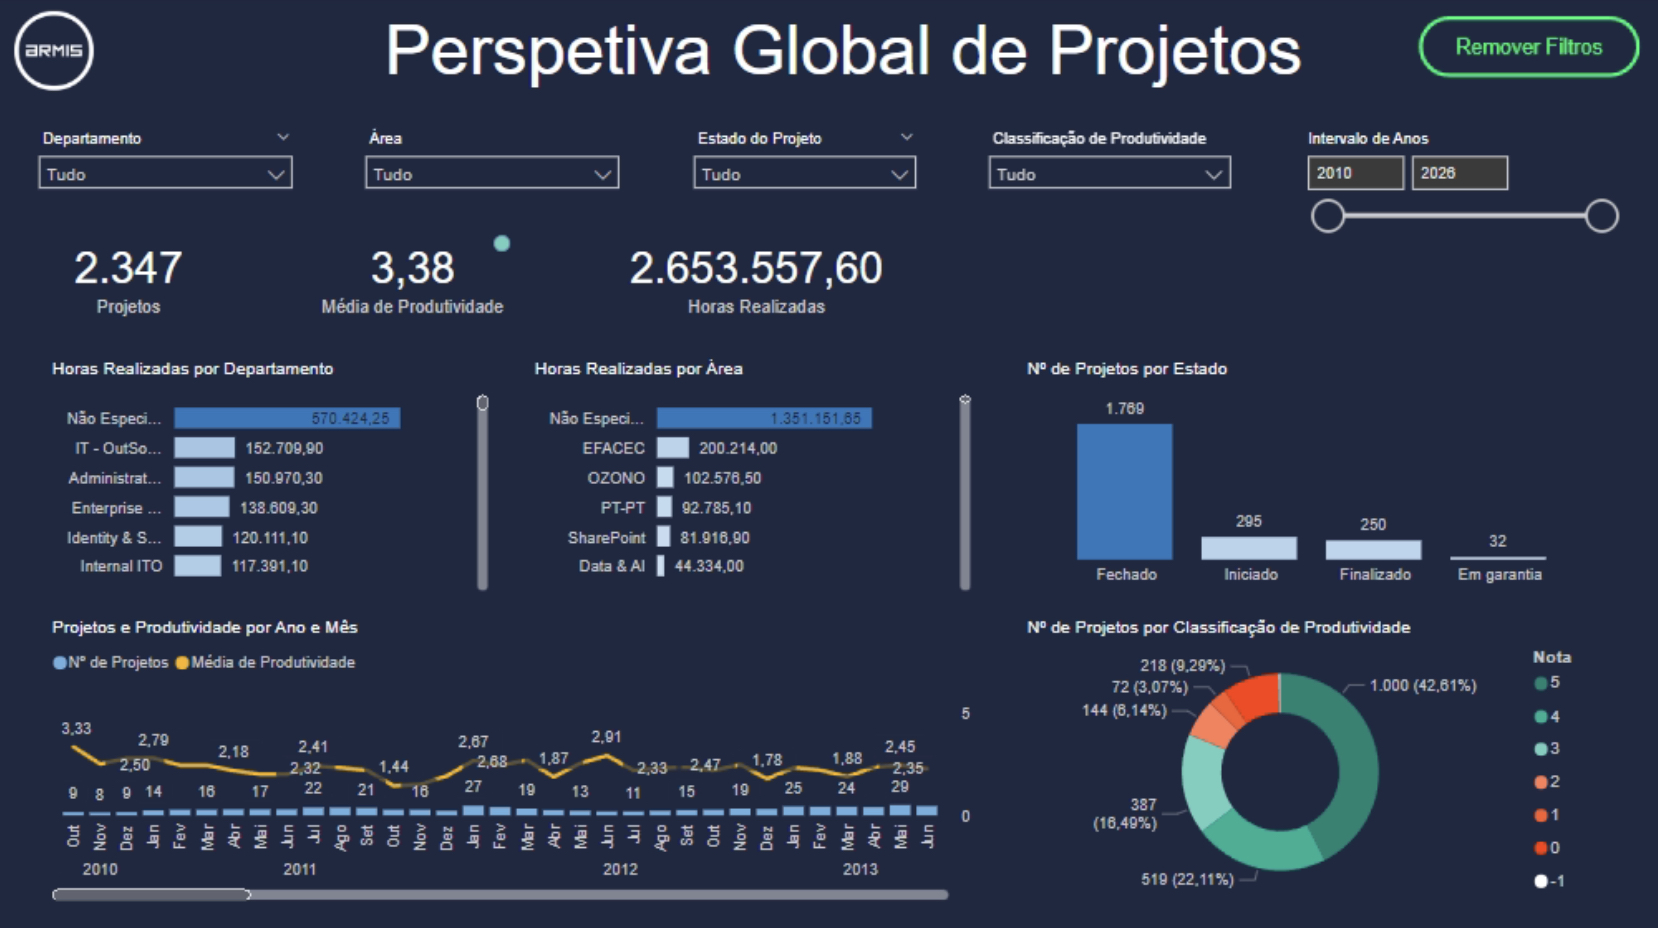 ARMIS
Perspetiva Global de Projetos
Remover Filtros
Departamento
Tudo
Área
Tudo
Estado do Projeto
Tudo
Classificação de Produtividade
Tudo
Intervalo de Anos
2010
2026
2.347
Projetos
3,38
Média de Produtividade
2.653.557,60
Horas Realizadas
Horas Realizadas por Departamento
Não Especi... 570.424,25
IT - OutSo... 152.709,90
Administrat... 150.970,30
Enterprise ... 138.609,30
Identity & S... 120.111,10
Internal ITO 117.391,10
Horas Realizadas por Área
Não Especi... 1.351.151,65
EFACEC 200.214,00
OZONO 102.576,50
PT-PT 92.785,10
SharePoint 81.916,90
Data & AI 44.334,00
Nº de Projetos por Estado
1.769 295 250 32
Fechado Iniciado Finalizado Em garantia
Projetos e Produtividade por Ano e Mês
Nº de Projetos Média de Produtividade
3,33 2,50 2,79 2,18 2,32 2,41 1,44 2,67 2,68 1,87 2,91 2,33 2,47 1,78 1,88 2,45 2,35
9 8 9 14 16 17 22 21 16 27 19 13 11 15 19 25 24 29
5
0
Out Nov Dez Jan Fev Mar Abr Mai Jun Jul Ago Set Out Nov Dez Jan Fev Mar Abr Mai Jun Jul Ago Set Out Nov Dez Jan Fev Mar Abr Mai Jun
2010 2011 2012 2013
Nº de Projetos por Classificação de Produtividade
218 (9,29%)
72 (3,07%)
144 (6,14%)
387
(16,49%)
519 (22,11%)
1.000 (42,61%)
Nota
5
4
3
2
1
0
-1